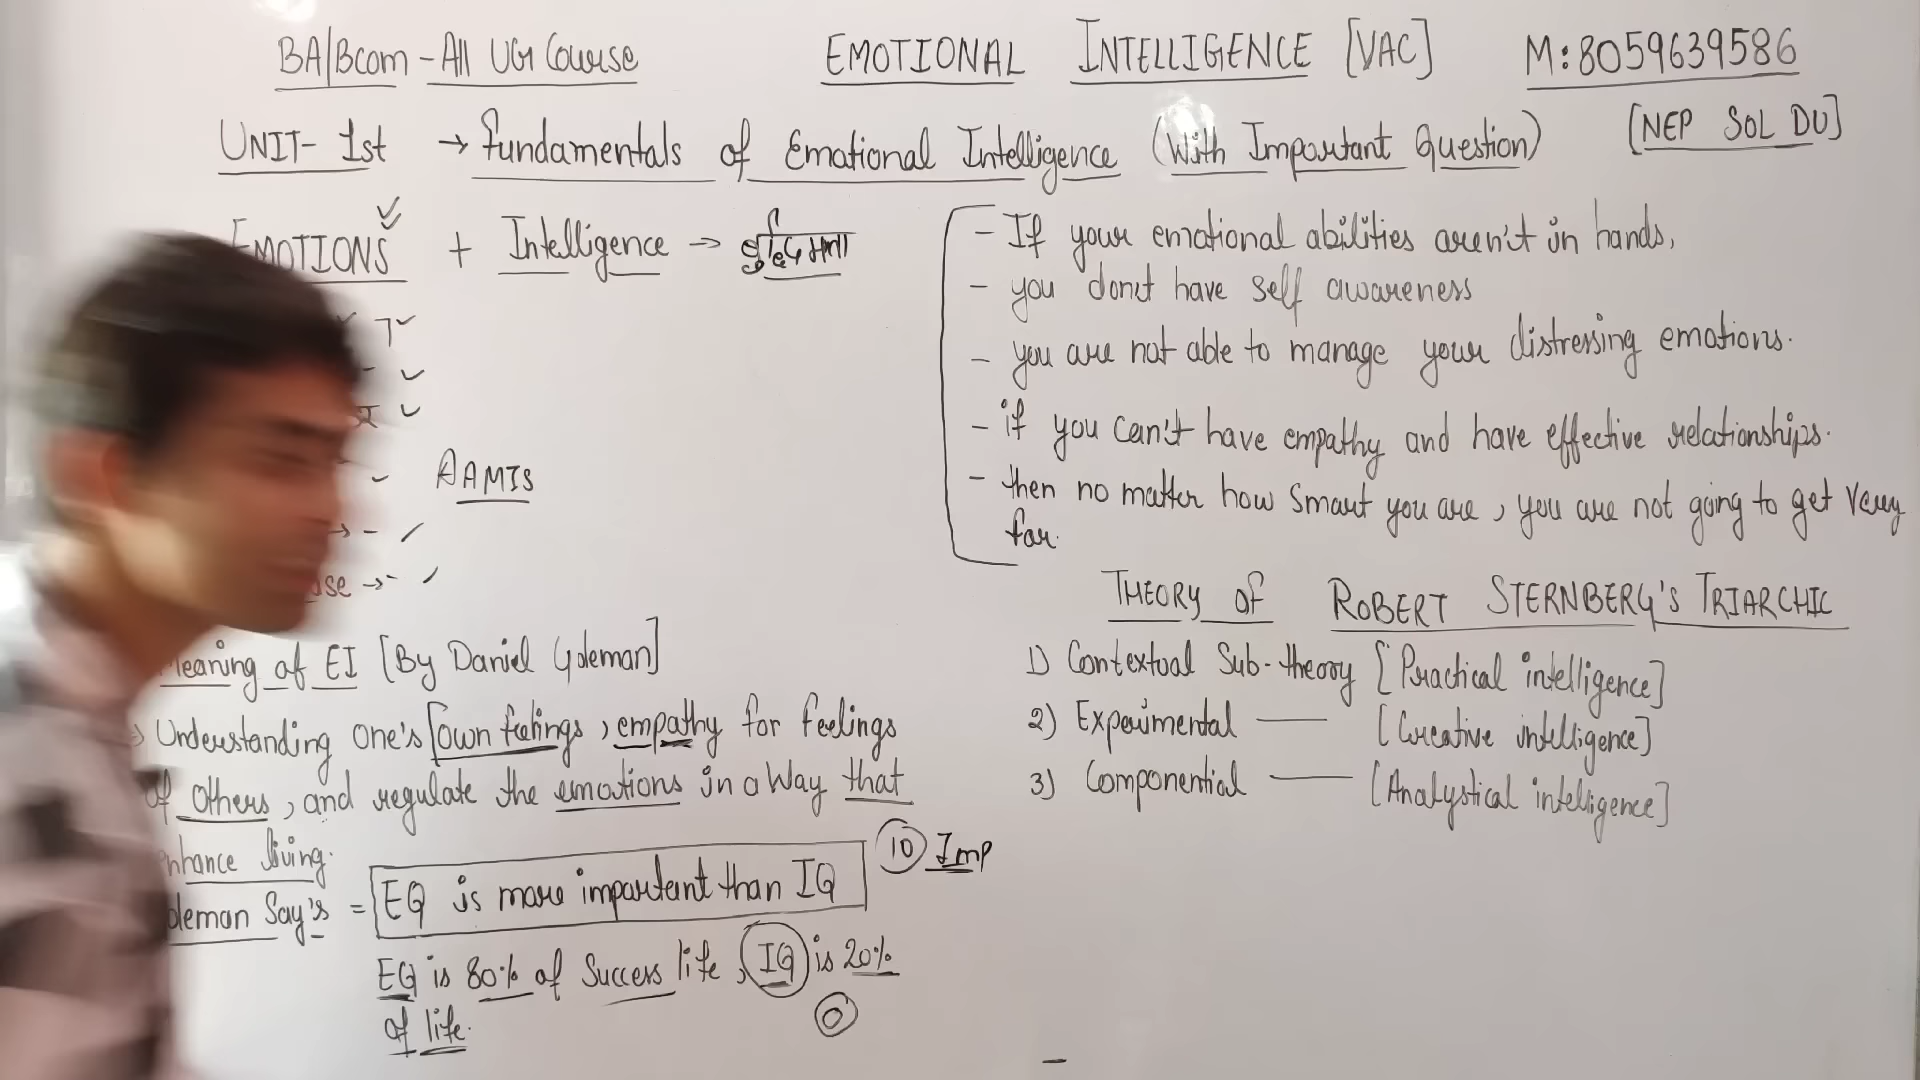 BA/Bcom - All UG Course
EMOTIONAL INTELLIGENCE [VAC]
M:8059639586
[NEP SOL DU]
UNIT- 1st → Fundamentals of Emotional Intelligence (With Important Question)
EMOTIONS + Intelligence →
AAMIS
Meaning of EI [By Daniel Goleman]
Understanding one's own feelings, empathy for feelings
of others, and regulate the emotions in a way that
enhance living.
Goleman Say's = EQ is more important than IQ
10 Imp
EQ is 80% of Success life, IQ is 20%
of life.
- If your emotional abilities aren't in hands,
- you don't have self awareness
- you are not able to manage your distressing emotions.
- if you can't have empathy and have effective relationships.
- then no matter how smart you are, you are not going to get very
far.
THEORY OF ROBERT STERNBERG'S TRIARCHIC
1) Contextual Sub-theory [Practical intelligence]
2) Experimental — [Creative intelligence]
3) Componential — [Analystical intelligence]